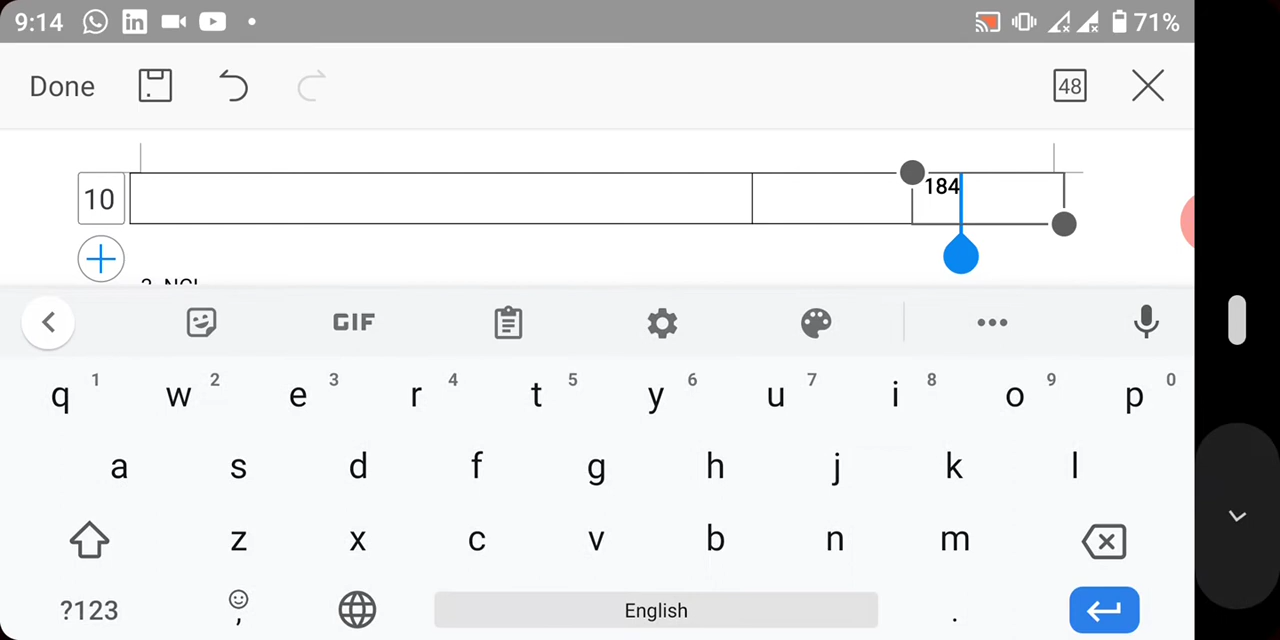 9:14 71%
Done 48
184
10
GIF
q 1 w 2 e 3 r 4 t 5 y 6 u 7 i 8 o 9 p 0
a s d f g h j k l
z x c v b n m
?123 , English .